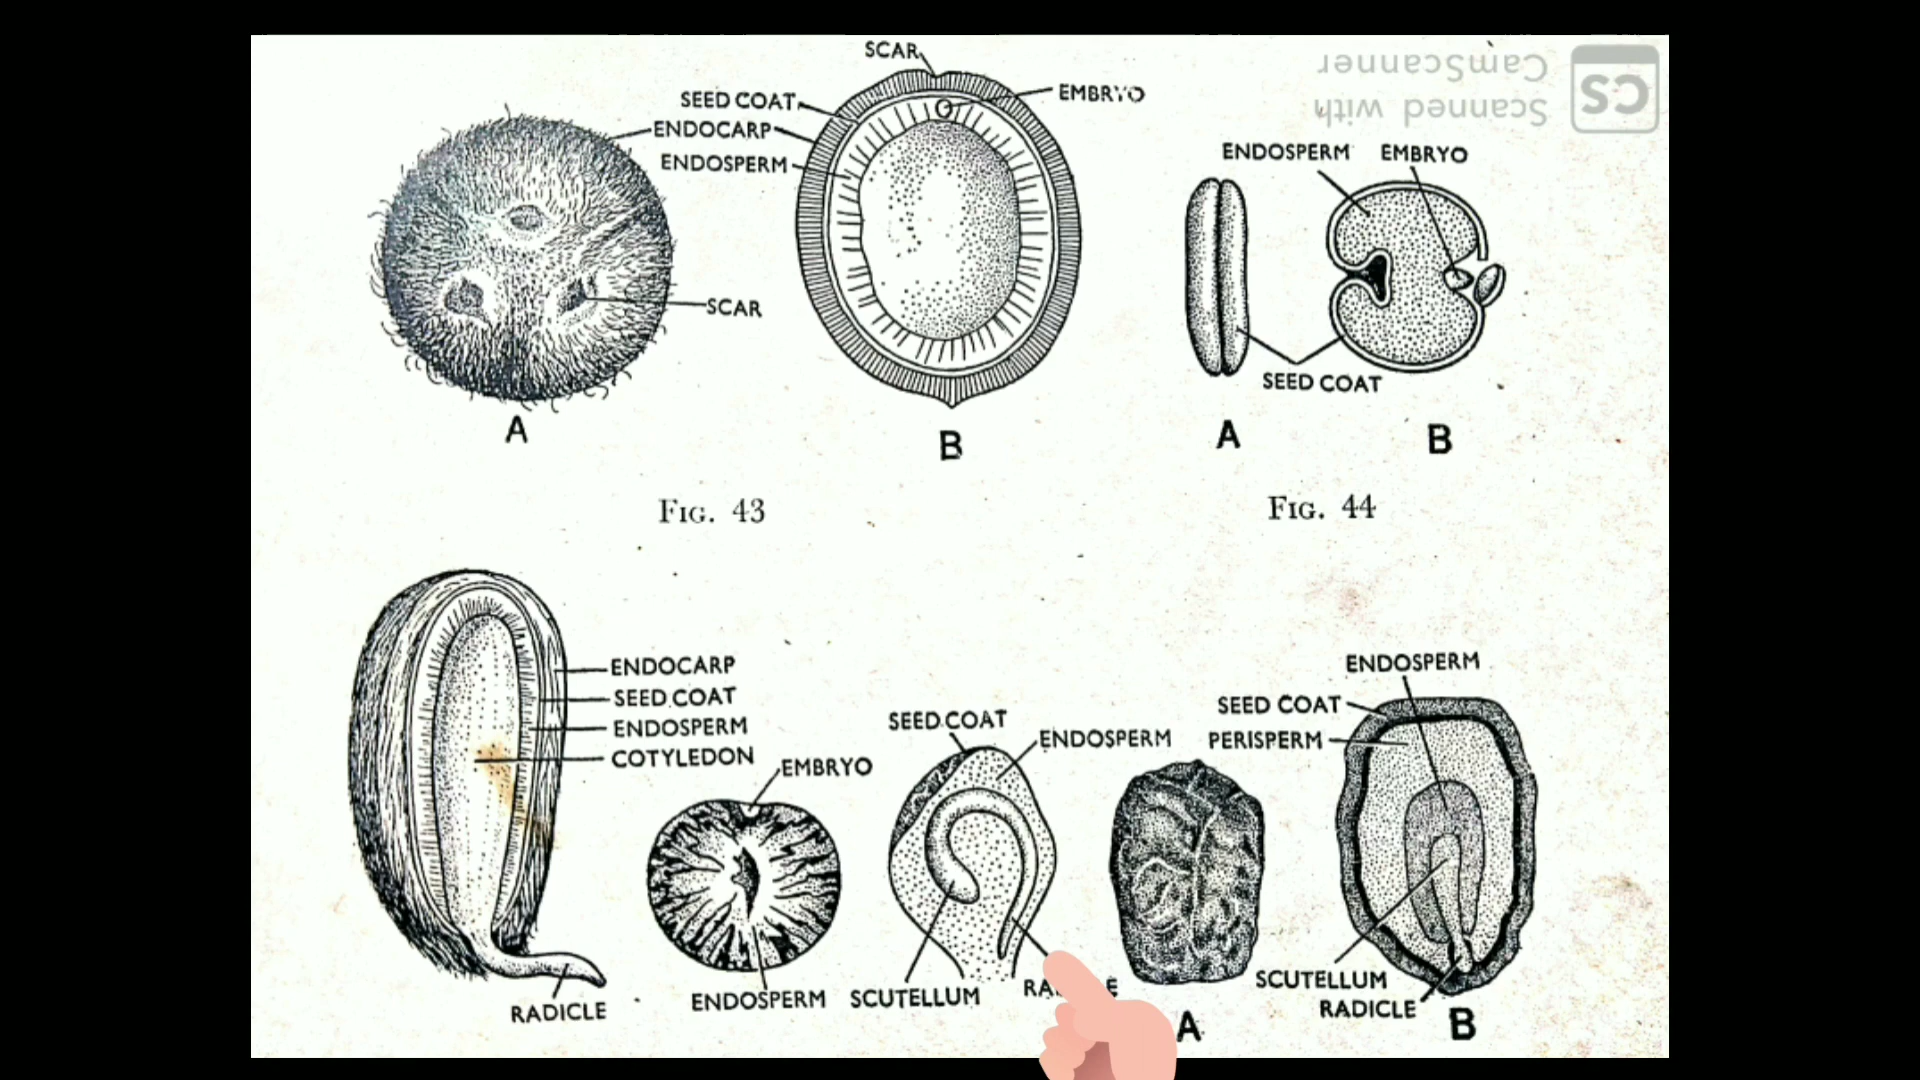 SCAR
SEED COAT
EMBRYO
ENDOCARP
ENDOSPERM
SCAR
A
B
FIG. 43
Scanned with
CamScanner
CS
ENDOSPERM EMBRYO
SEED COAT
A
B
FIG. 44
ENDOCARP
SEED COAT
ENDOSPERM
COTYLEDON
RADICLE
EMBRYO
ENDOSPERM
SEED COAT
ENDOSPERM
SCUTELLUM
ENDOSPERM
SEED COAT
PERISPERM
SCUTELLUM
RADICLE
A
B